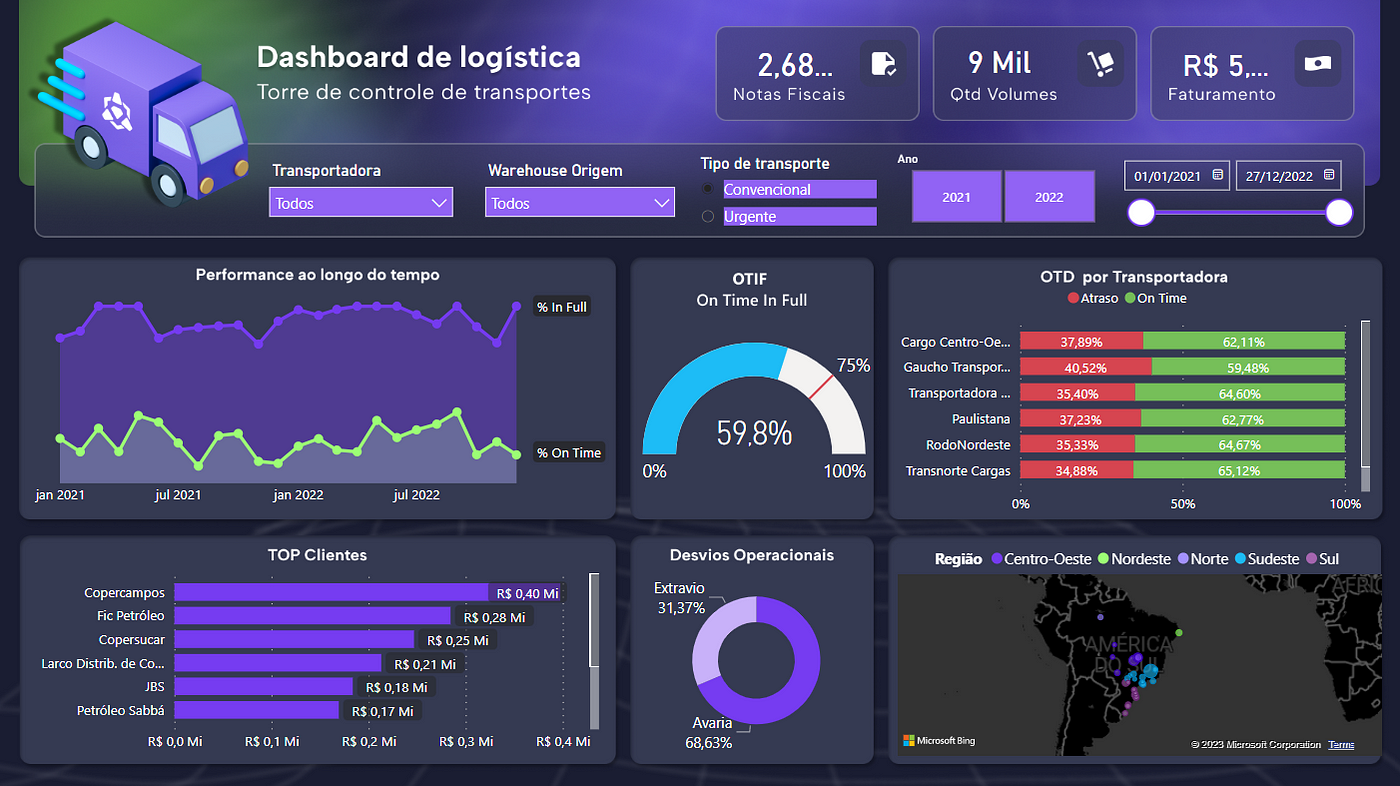 Dashboard de logística
Torre de controle de transportes
2,68...
Notas Fiscais
9 Mil
Qtd Volumes
R$ 5,...
Faturamento
Transportadora
Todos
Warehouse Origem
Todos
Tipo de transporte
Convencional
Urgente
Ano
2021
2022
01/01/2021
27/12/2022
Performance ao longo do tempo
% In Full
% On Time
jan 2021
jul 2021
jan 2022
jul 2022
OTIF
On Time In Full
75%
59,8%
0%
100%
OTD por Transportadora
Atraso
On Time
Cargo Centro-Oe... 37,89% 62,11%
Gaucho Transpor... 40,52% 59,48%
Transportadora ... 35,40% 64,60%
Paulistana 37,23% 62,77%
RodoNordeste 35,33% 64,67%
Transnorte Cargas 34,88% 65,12%
0%
50%
100%
TOP Clientes
Copercampos R$ 0,40 Mi
Fic Petróleo R$ 0,28 Mi
Copersucar R$ 0,25 Mi
Larco Distrib. de Co... R$ 0,21 Mi
JBS R$ 0,18 Mi
Petróleo Sabbá R$ 0,17 Mi
R$ 0,0 Mi
R$ 0,1 Mi
R$ 0,2 Mi
R$ 0,3 Mi
R$ 0,4 Mi
Desvios Operacionais
Extravio
31,37%
Avaria
68,63%
Região
Centro-Oeste
Nordeste
Norte
Sudeste
Sul
AMÉRICA
DO SUL
Microsoft Bing
© 2023 Microsoft Corporation
Terms